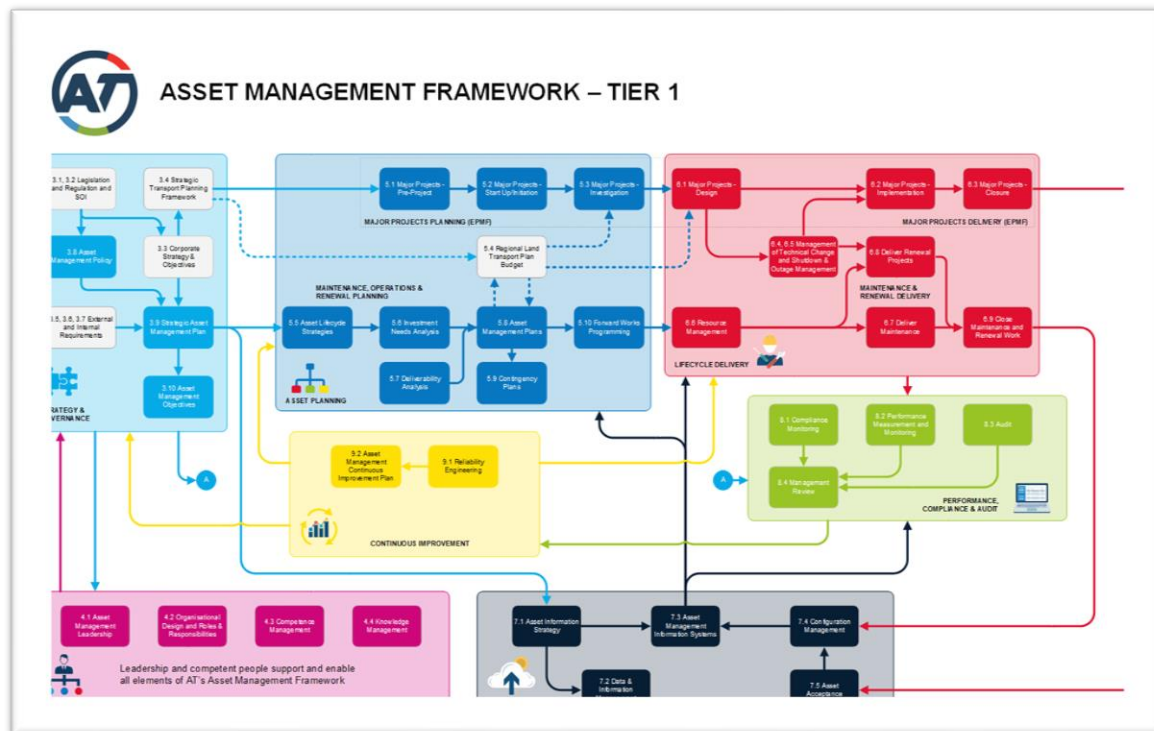 AT
ASSET MANAGEMENT FRAMEWORK – TIER 1
3.1, 3.2 Legislation
and Regulation and
SOI
3.4 Strategic
Transport Planning
Framework
3.8 Asset
Management Policy
3.3 Corporate
Strategy &
Objectives
3.5, 3.6, 3.7 External
and Internal
Requirements
3.9 Strategic Asset
Management Plan
3.10 Asset
Management
Objectives
STRATEGY &
GOVERNANCE
A
5.1 Major Projects -
Pre-Project
5.2 Major Projects -
Start Up/Initiation
5.3 Major Projects -
Investigation
MAJOR PROJECTS PLANNING (EPMF)
5.4 Regional Land
Transport Plan
Budget
MAINTENANCE, OPERATIONS &
RENEWAL PLANNING
5.5 Asset Lifecycle
Strategies
5.6 Investment
Needs Analysis
5.8 Asset
Management Plans
5.10 Forward Works
Programming
5.7 Deliverability
Analysis
5.9 Contingency
Plans
ASSET PLANNING
6.1 Major Projects -
Design
6.2 Major Projects -
Implementation
6.3 Major Projects -
Closure
MAJOR PROJECTS DELIVERY (EPMF)
6.4, 6.5 Management
of Technical Change
and Shutdown &
Outage Management
6.8 Deliver Renewal
Projects
MAINTENANCE &
RENEWAL DELIVERY
6.6 Resource
Management
6.7 Deliver
Maintenance
6.9 Close
Maintenance and
Renewal Work
LIFECYCLE DELIVERY
9.2 Asset
Management
Continuous
Improvement Plan
9.1 Reliability
Engineering
CONTINUOUS IMPROVEMENT
A
8.1 Compliance
Monitoring
8.2 Performance
Measurement and
Monitoring
8.3 Audit
8.4 Management
Review
PERFORMANCE,
COMPLIANCE & AUDIT
4.1 Asset
Management
Leadership
4.2 Organisational
Design and Roles &
Responsibilities
4.3 Competence
Management
4.4 Knowledge
Management
Leadership and competent people support and enable
all elements of AT's Asset Management Framework
7.1 Asset Information
Strategy
7.3 Asset
Management
Information Systems
7.4 Configuration
Management
7.2 Data &
Information
7.5 Asset
Acceptance